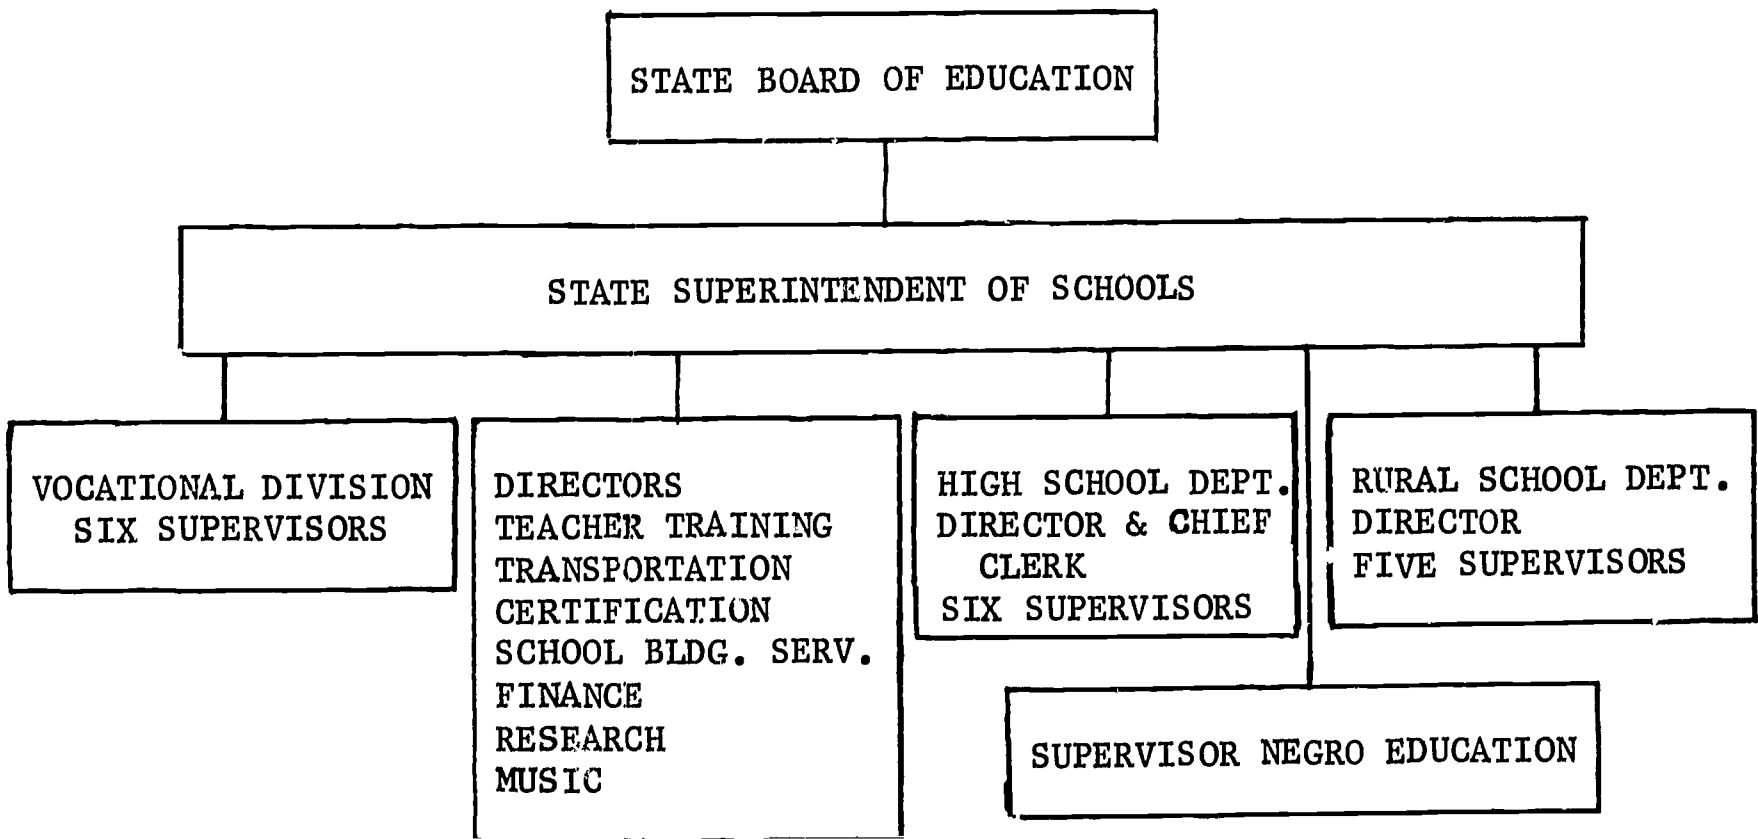 STATE BOARD OF EDUCATION
STATE SUPERINTENDENT OF SCHOOLS
VOCATIONAL DIVISION
SIX SUPERVISORS
DIRECTORS
TEACHER TRAINING
TRANSPORTATION
CERTIFICATION
SCHOOL BLDG. SERV.
FINANCE
RESEARCH
MUSIC
HIGH SCHOOL DEPT.
DIRECTOR & CHIEF
CLERK
SIX SUPERVISORS
RURAL SCHOOL DEPT.
DIRECTOR
FIVE SUPERVISORS
SUPERVISOR NEGRO EDUCATION